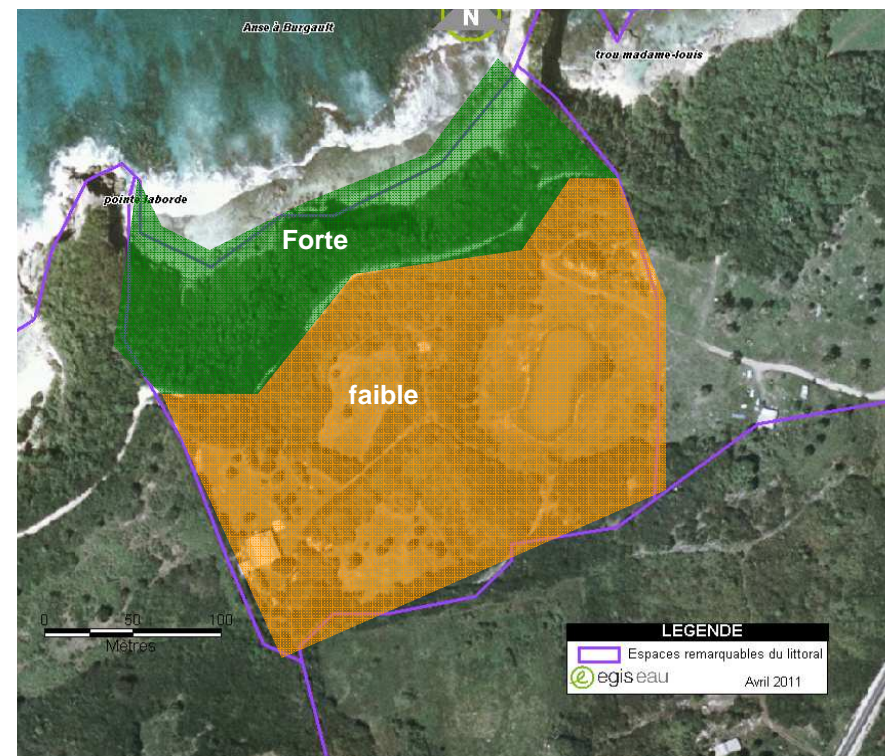 N
Anse à Burgault
trou madame-louis
pointe laborde
Forte
faible
0 50 100
Mètres
LEGENDE
Espaces remarquables du littoral
egis eau
Avril 2011